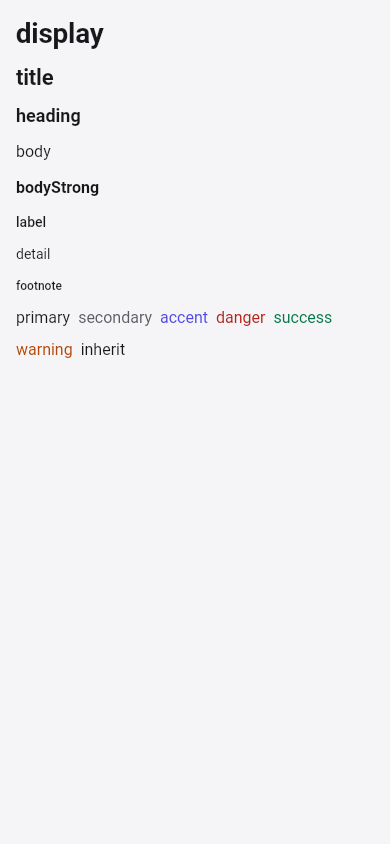 display
title
heading
body
bodyStrong
label
detail
footnote
primary secondary accent danger success
warning inherit